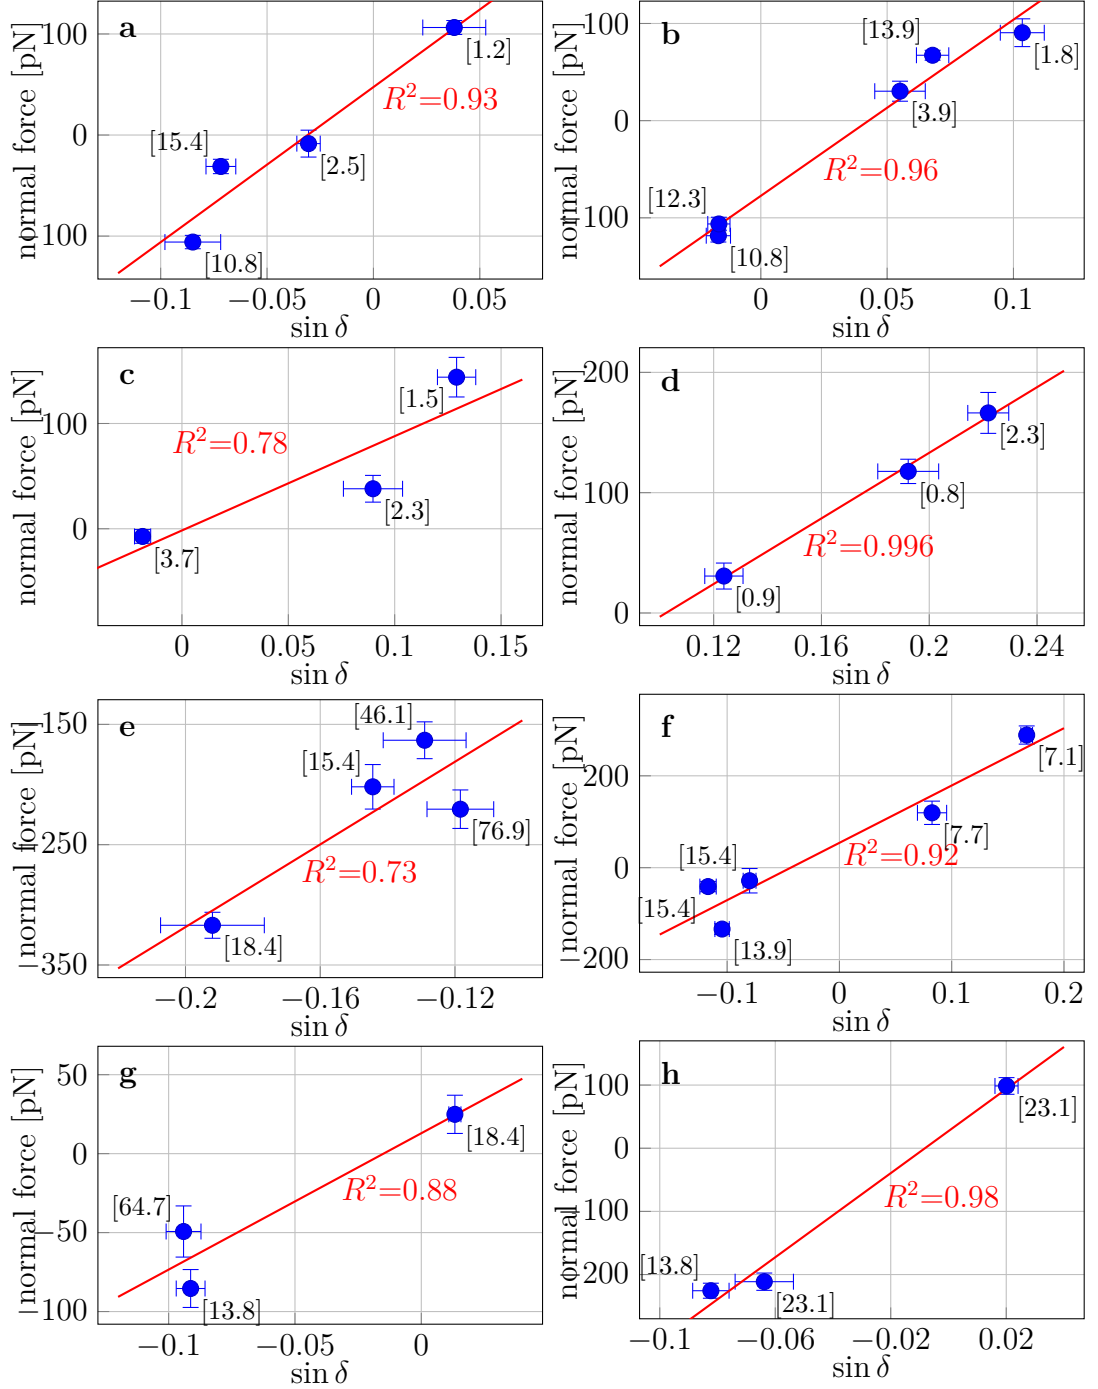 a
normal force [pN]
100
0
100
[1.2]
R²=0.93
[15.4]
[2.5]
[10.8]
−0.1
−0.05
0
0.05
sin δ
b
normal force [pN]
100
0
100
[13.9]
[1.8]
[3.9]
R²=0.96
[12.3]
[10.8]
0
0.05
0.1
sin δ
c
normal force [pN]
100
0
[1.5]
R²=0.78
[2.3]
[3.7]
0
0.05
0.1
0.15
sin δ
d
normal force [pN]
200
100
0
[2.3]
[0.8]
R²=0.996
[0.9]
0.12
0.16
0.2
0.24
sin δ
e
normal force [pN]
−150
−250
−350
[46.1]
[15.4]
[76.9]
R²=0.73
[18.4]
−0.2
−0.16
−0.12
sin δ
f
normal force [pN]
200
0
−200
[7.1]
[7.7]
R²=0.92
[15.4]
[15.4]
[13.9]
−0.1
0
0.1
0.2
sin δ
g
normal force [pN]
50
0
−50
−100
[18.4]
R²=0.88
[64.7]
[13.8]
−0.1
−0.05
0
sin δ
h
normal force [pN]
100
0
100
200
[23.1]
R²=0.98
[13.8]
[23.1]
−0.1
−0.06
−0.02
0.02
sin δ